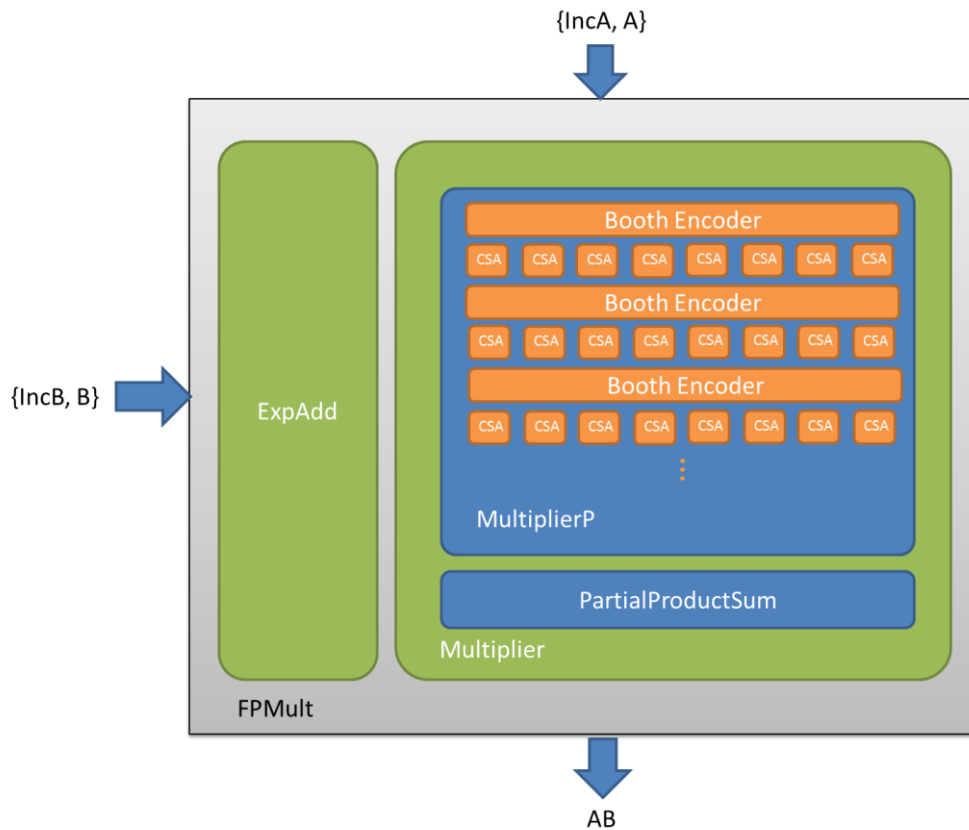 {IncA, A}
Booth Encoder
CSA CSA CSA CSA CSA CSA CSA CSA
Booth Encoder
CSA CSA CSA CSA CSA CSA CSA CSA
Booth Encoder
{IncB, B}
ExpAdd
CSA CSA CSA CSA CSA CSA CSA CSA
MultiplierP
PartialProductSum
Multiplier
FPMult
AB